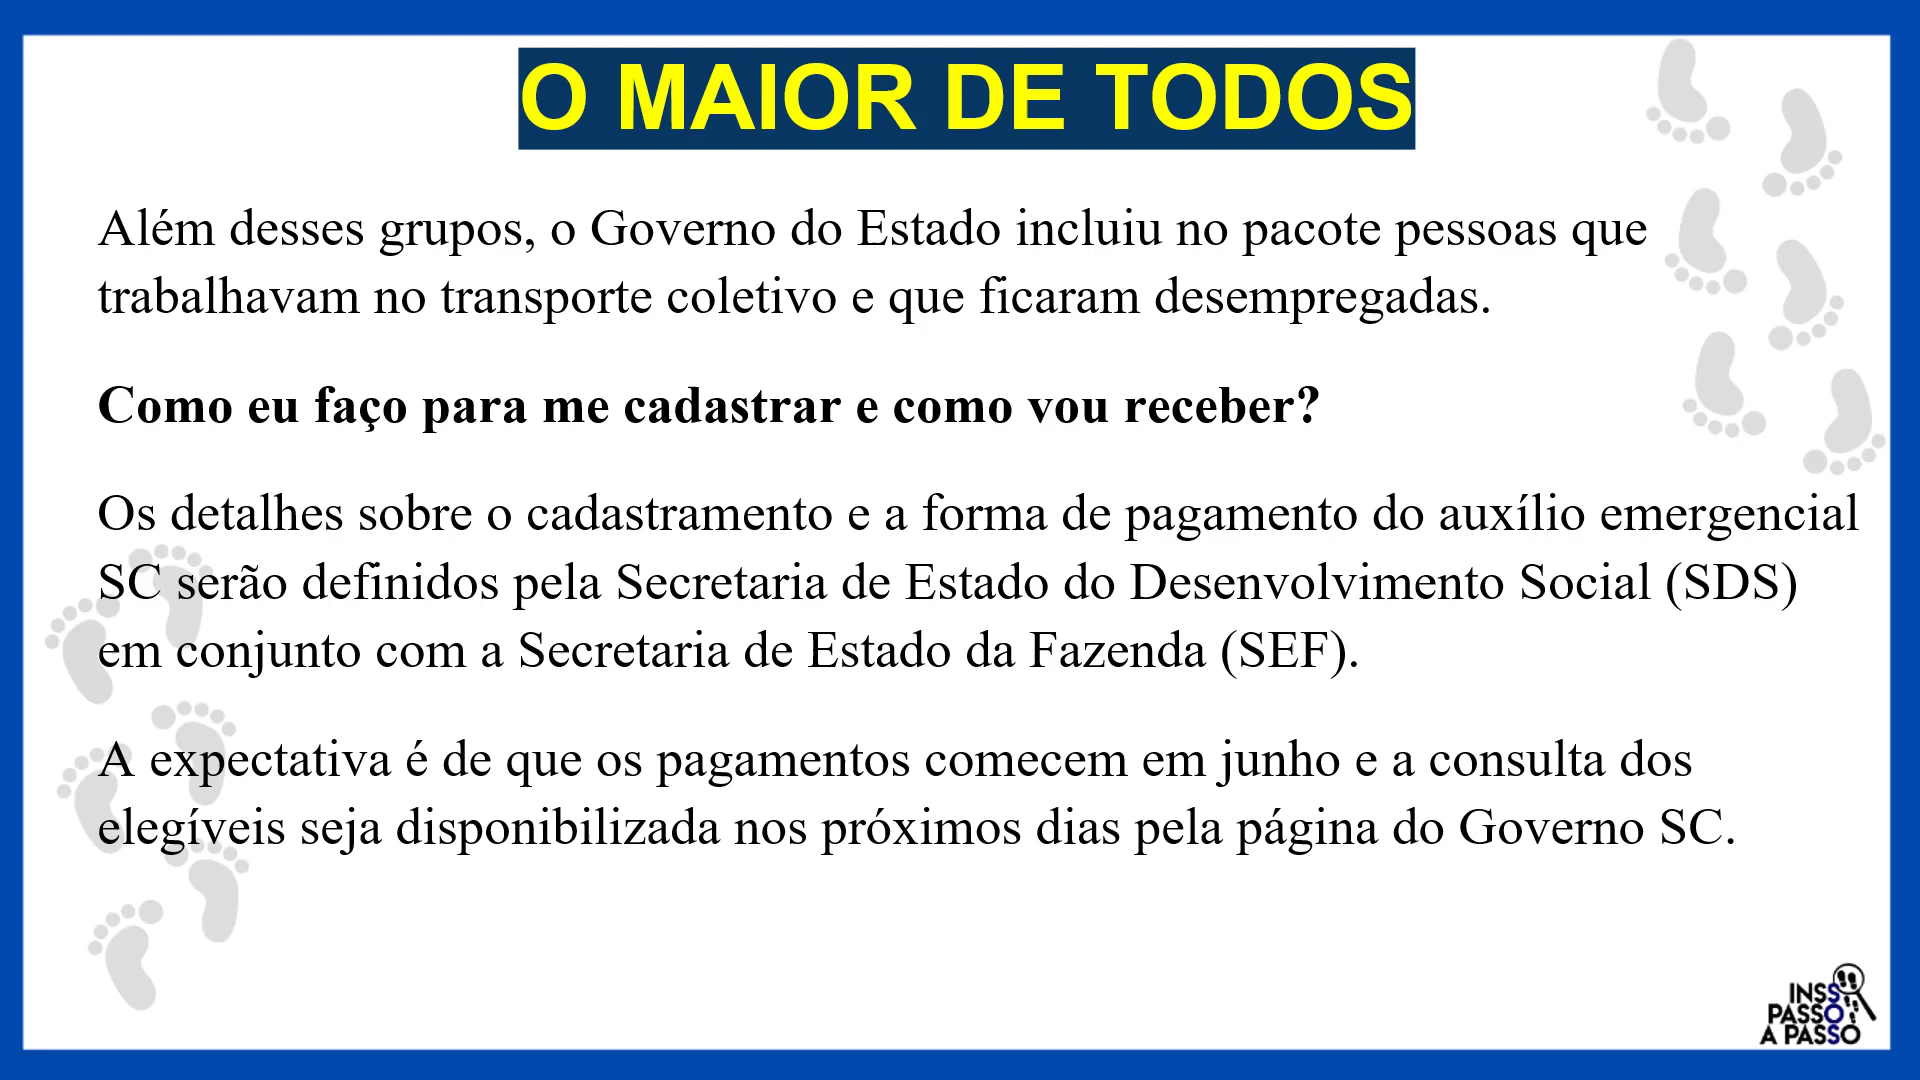 O MAIOR DE TODOS
Além desses grupos, o Governo do Estado incluiu no pacote pessoas que
trabalhavam no transporte coletivo e que ficaram desempregadas.
Como eu faço para me cadastrar e como vou receber?
Os detalhes sobre o cadastramento e a forma de pagamento do auxílio emergencial
SC serão definidos pela Secretaria de Estado do Desenvolvimento Social (SDS)
em conjunto com a Secretaria de Estado da Fazenda (SEF).
A expectativa é de que os pagamentos comecem em junho e a consulta dos
elegíveis seja disponibilizada nos próximos dias pela página do Governo SC.
INSS
PASSO
A PASSO